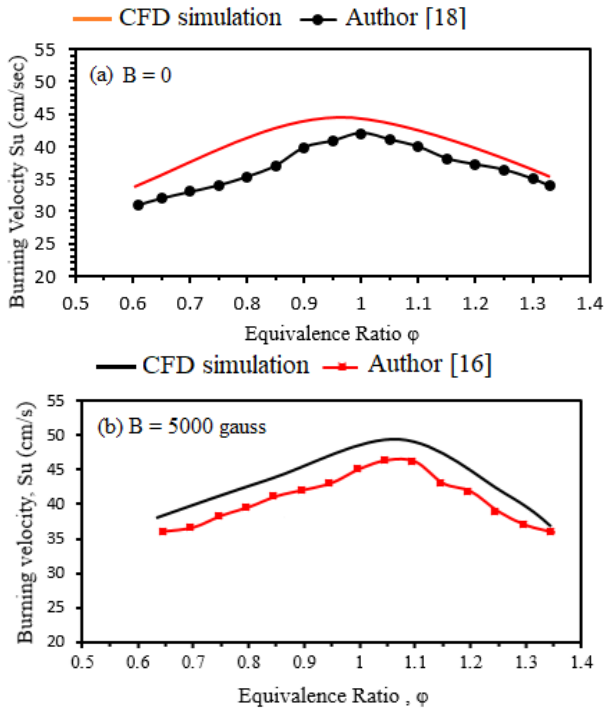 CFD simulation Author [18]
(a) B = 0
Burning Velocity Su (cm/sec)
55
50
45
40
35
30
25
20
0.5 0.6 0.7 0.8 0.9 1 1.1 1.2 1.3 1.4
Equivalence Ratio φ
CFD simulation Author [16]
(b) B = 5000 gauss
Burning velocity, Su (cm/s)
55
50
45
40
35
30
25
20
0.5 0.6 0.7 0.8 0.9 1 1.1 1.2 1.3 1.4
Equivalence Ratio , φ